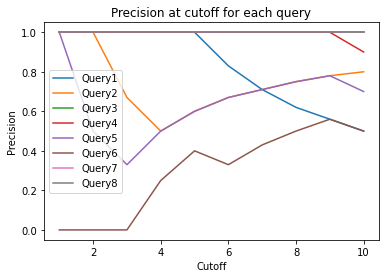 Precision at cutoff for each query
Precision
1.0
0.8
0.6
0.4
0.2
0.0
Query1
Query2
Query3
Query4
Query5
Query6
Query7
Query8
2 4 6 8 10
Cutoff